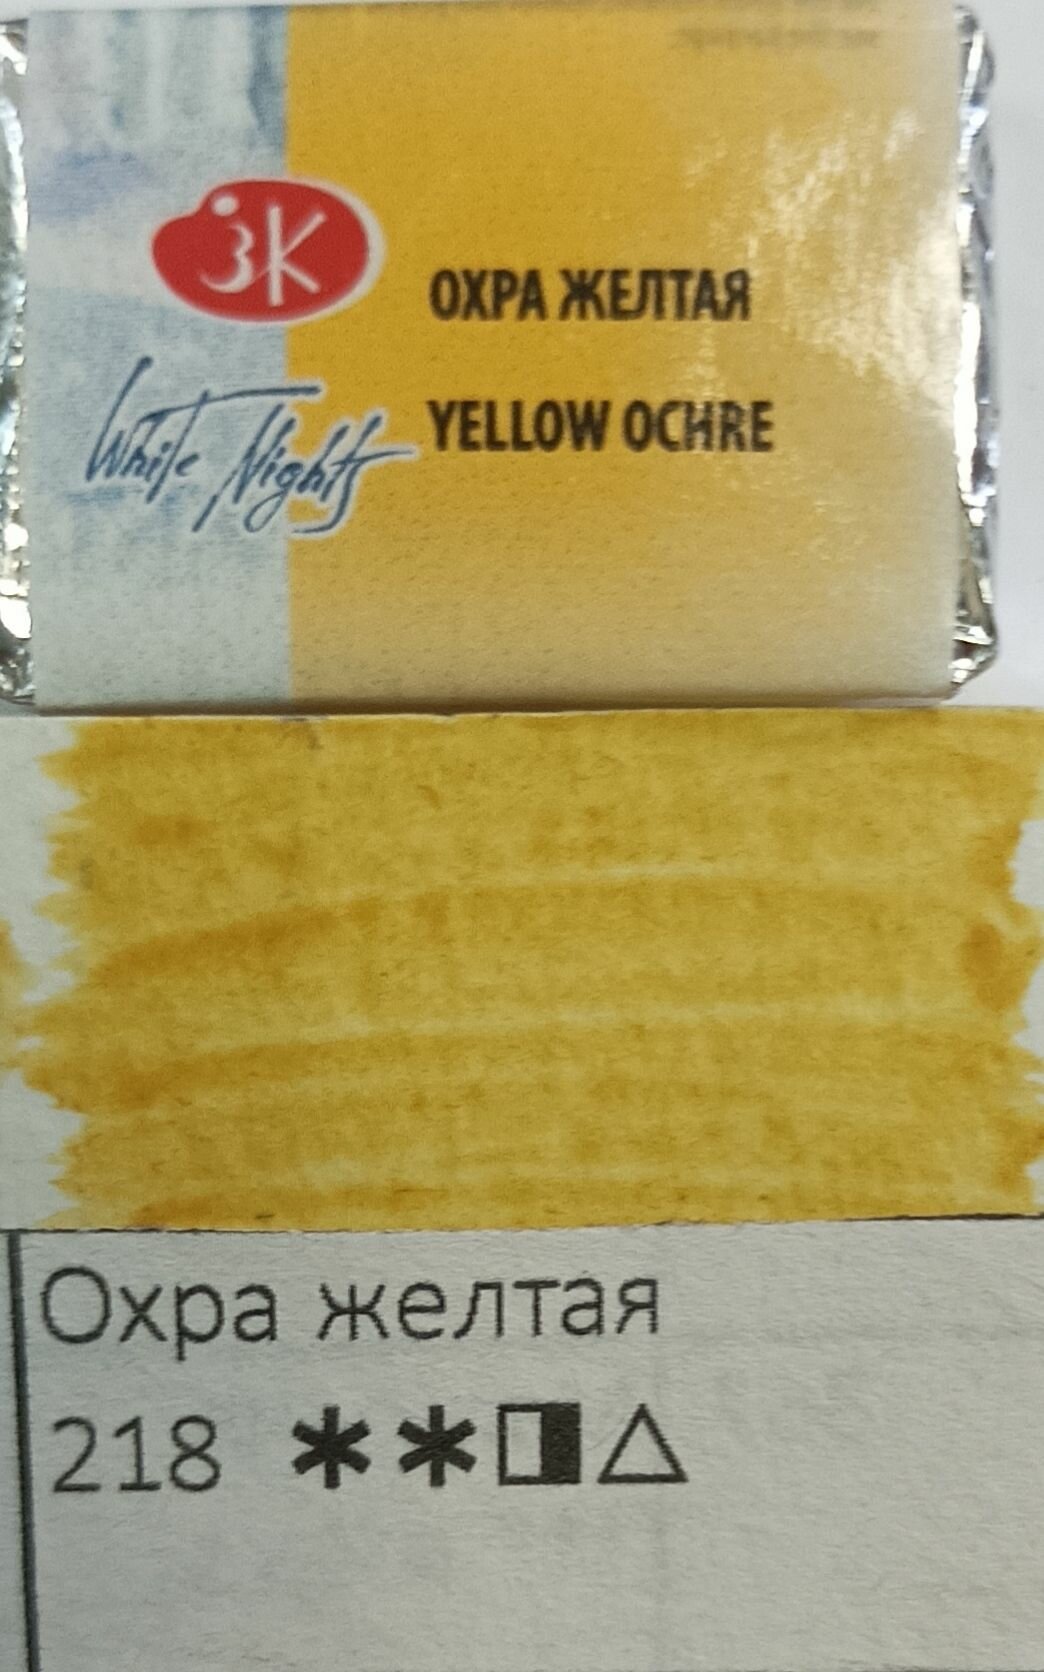 ЗК
ОХРА ЖЕЛТАЯ
White Nights
YELLOW OCHRE
Охра желтая
218 ＊＊◨△